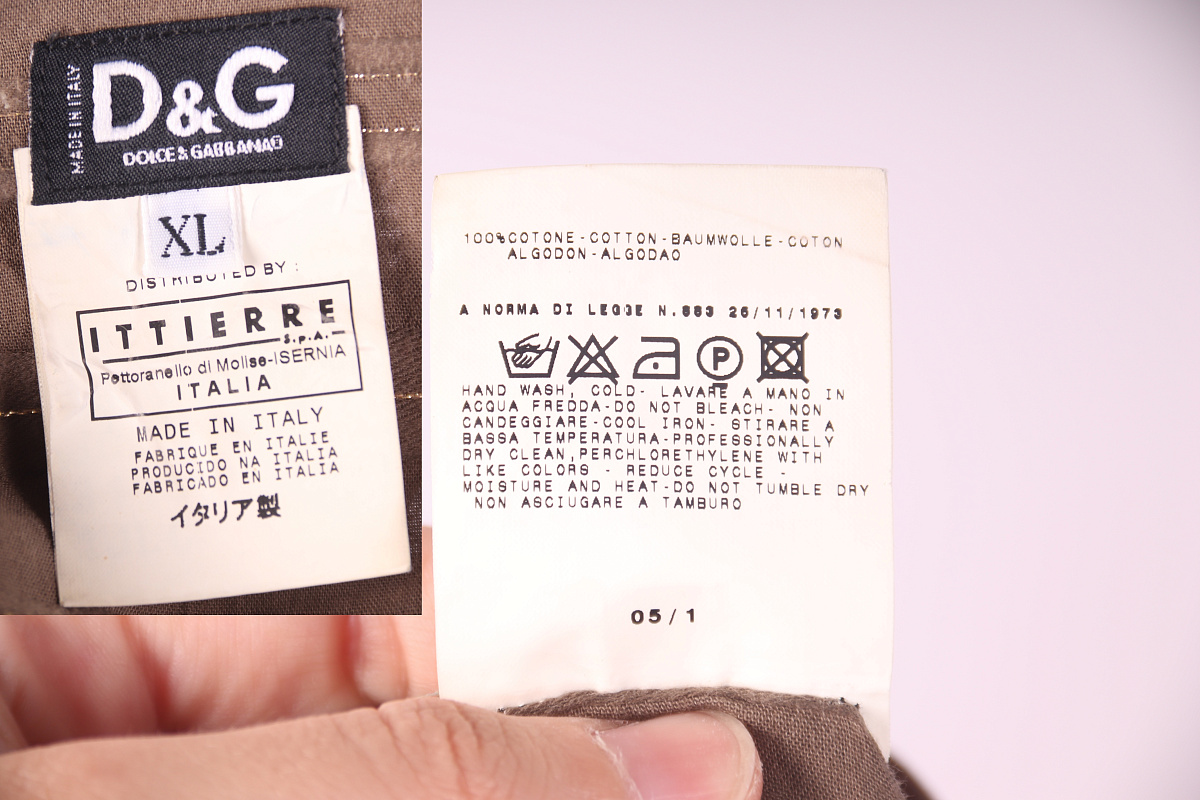 MADE IN ITALY
D&G
DOLCE & GABBANA
XL
DISTRIBUTED BY :
ITTIERRE
S.p.A.
Pettoranello di Molise-ISERNIA
ITALIA
MADE IN ITALY
FABRIQUE EN ITALIE
PRODUCIDO NA ITALIA
FABRICADO EN ITALIA
イタリア製
100%COTONE-COTTON-BAUMWOLLE-COTON
ALGODON-ALGODAO
A NORMA DI LEGGE N.883 26/11/1973
P
HAND WASH, COLD- LAVARE A MANO IN
ACQUA FREDDA-DO NOT BLEACH- NON
CANDEGGIARE-COOL IRON- STIRARE A
BASSA TEMPERATURA-PROFESSIONALLY
DRY CLEAN,PERCHLORETHYLENE WITH
LIKE COLORS - REDUCE CYCLE -
MOISTURE AND HEAT-DO NOT TUMBLE DRY
NON ASCIUGARE A TAMBURO
05/1